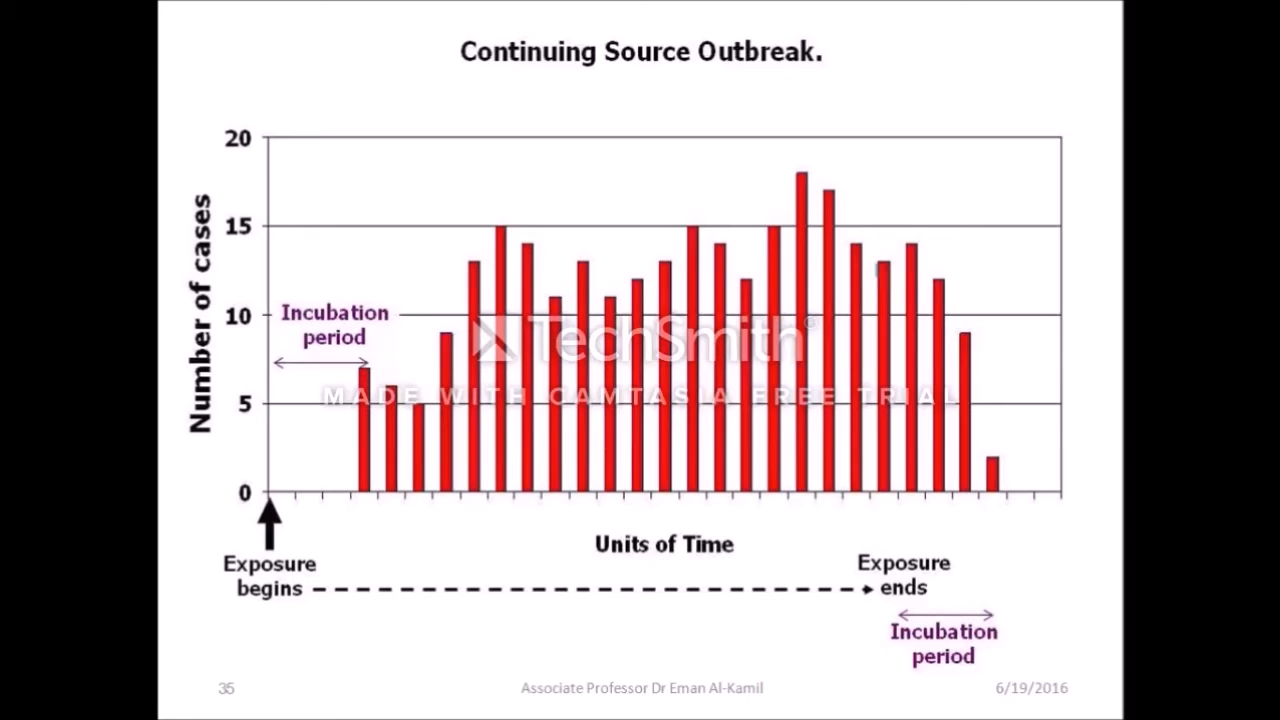 Continuing Source Outbreak.
20
15
10
5
0
Number of cases
Incubation
period
TechSmith®
MADE WITH CAMTASIA FREE TRIAL
Units of Time
Exposure
begins
Exposure
ends
Incubation
period
35
Associate Professor Dr Eman Al-Kamil
6/19/2016